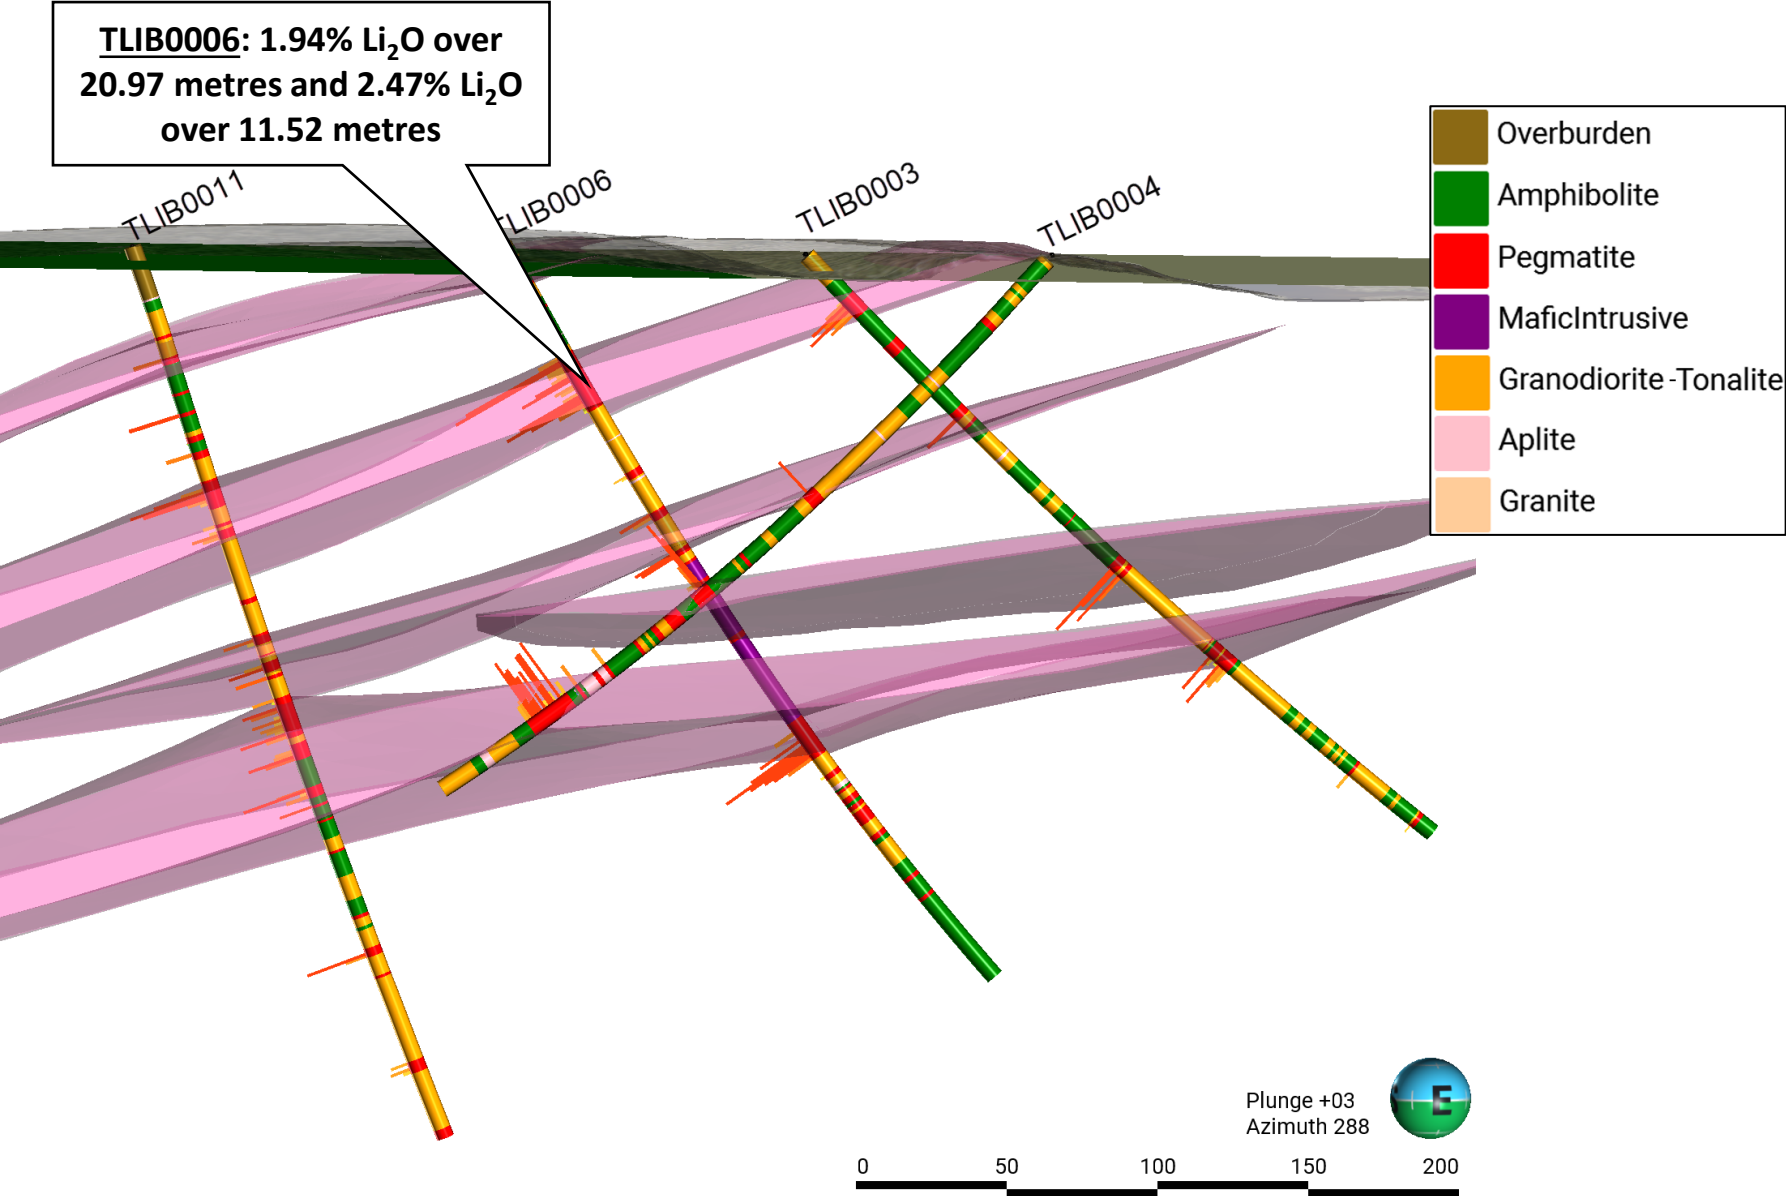 TLIB0006: 1.94% Li₂O over
20.97 metres and 2.47% Li₂O
over 11.52 metres
TLIB0011
TLIB0006
TLIB0003
TLIB0004
Overburden
Amphibolite
Pegmatite
MaficIntrusive
Granodiorite-Tonalite
Aplite
Granite
Plunge +03
Azimuth 288
E
0 50 100 150 200